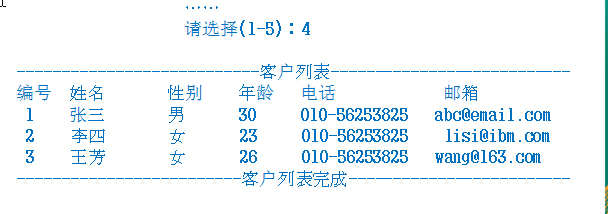 ......
请选择(1-5)：4
---------------------------客户列表---------------------------
编号 姓名 性别 年龄 电话 邮箱
1 张三 男 30 010-56253825 abc@email.com
2 李四 女 23 010-56253825 lisi@ibm.com
3 王芳 女 26 010-56253825 wang@163.com
-------------------------客户列表完成-------------------------